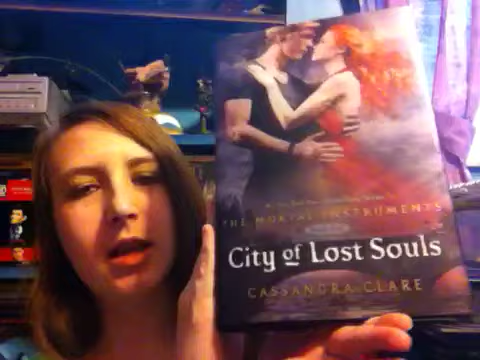 THE MORTAL INSTRUMENTS
City of Lost Souls
CASSANDRA CLARE